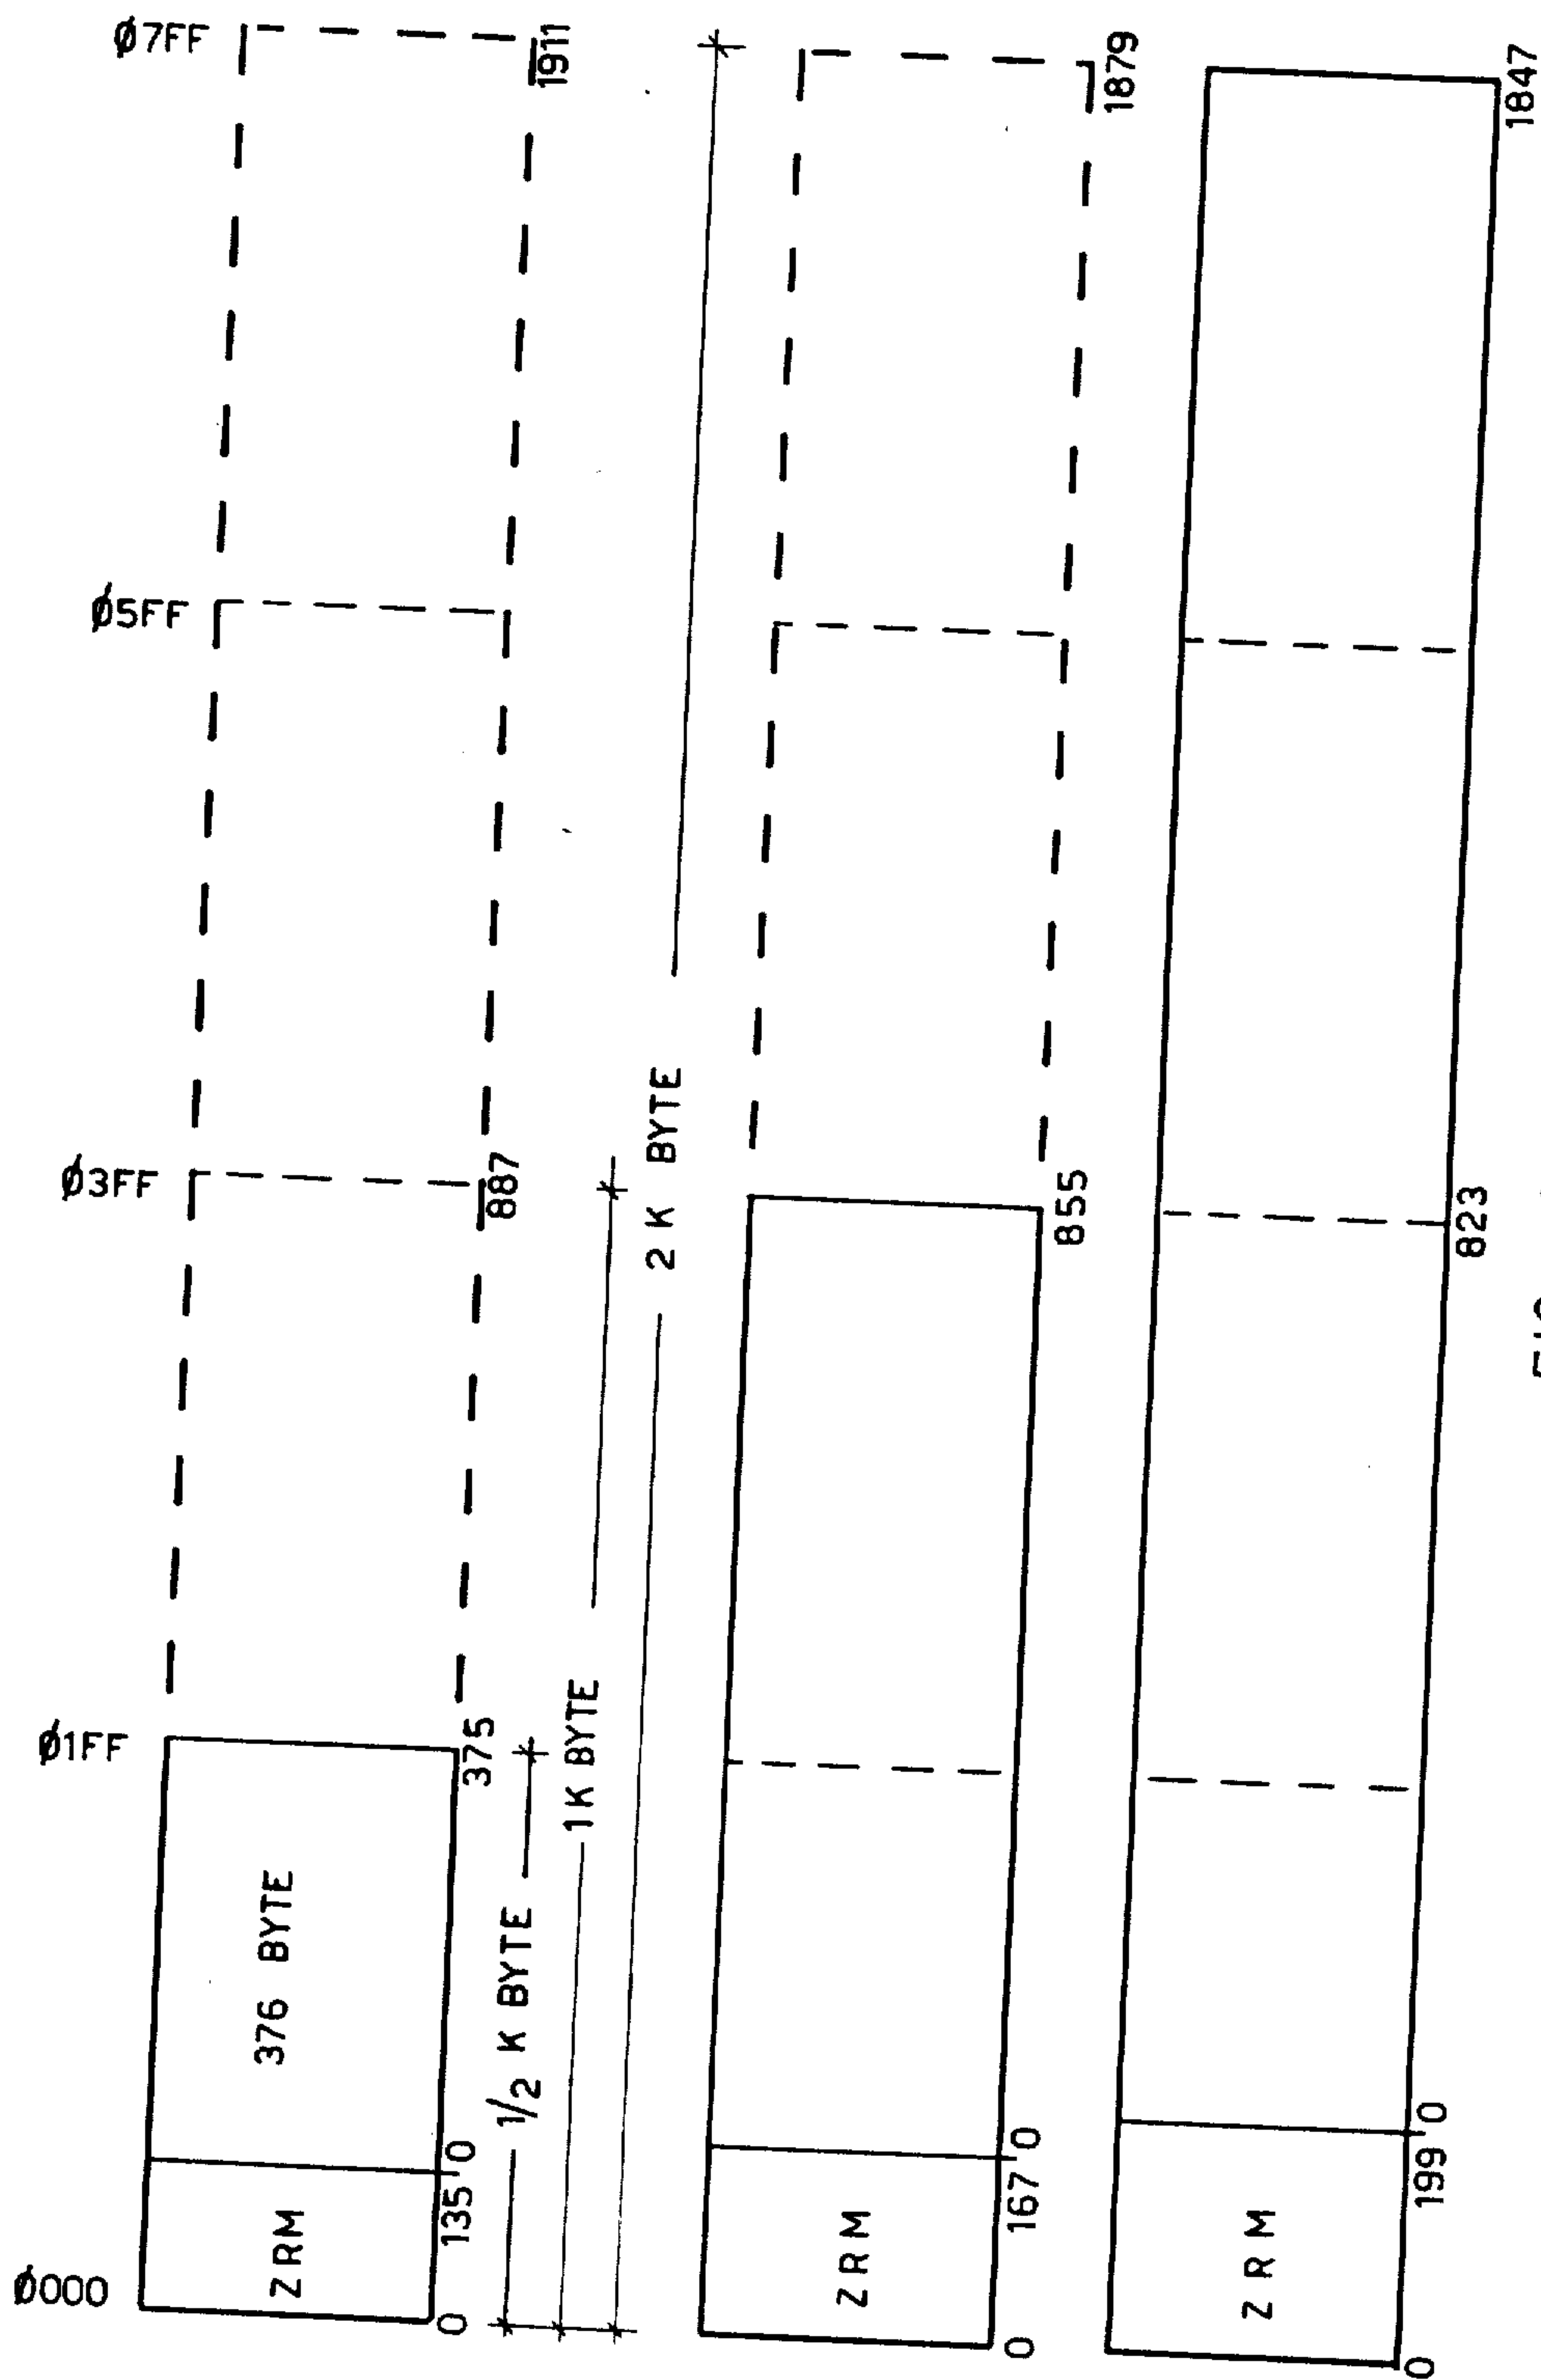 Ø000
Ø1FF
Ø3FF
Ø5FF
Ø7FF
ZRM
376 BYTE
0
135
0
375
887
1911
1/2 K BYTE
1K BYTE
2 K BYTE
ZRM
0
167
0
855
1879
ZRM
0
199
0
823
1847